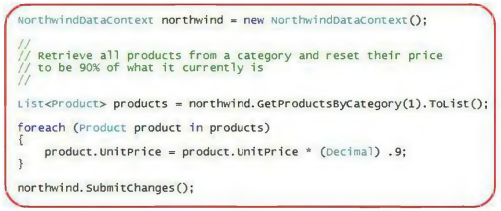 NorthwindDataContext northwind = new NorthwindDataContext();
//
// Retrieve all products from a category and reset their price
// to be 90% of what it currently is
//
List<Product> products = northwind.GetProductsByCategory(1).ToList();
foreach (Product product in products)
{
    product.UnitPrice = product.UnitPrice * (Decimal) .9;
}
northwind.SubmitChanges();